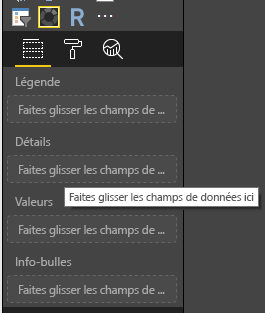 R ...
Légende
Faites glisser les champs de ...
Détails
Faites glisser les champs de ...
Faites glisser les champs de données ici
Valeurs
Faites glisser les champs de ...
Info-bulles
Faites glisser les champs de ...